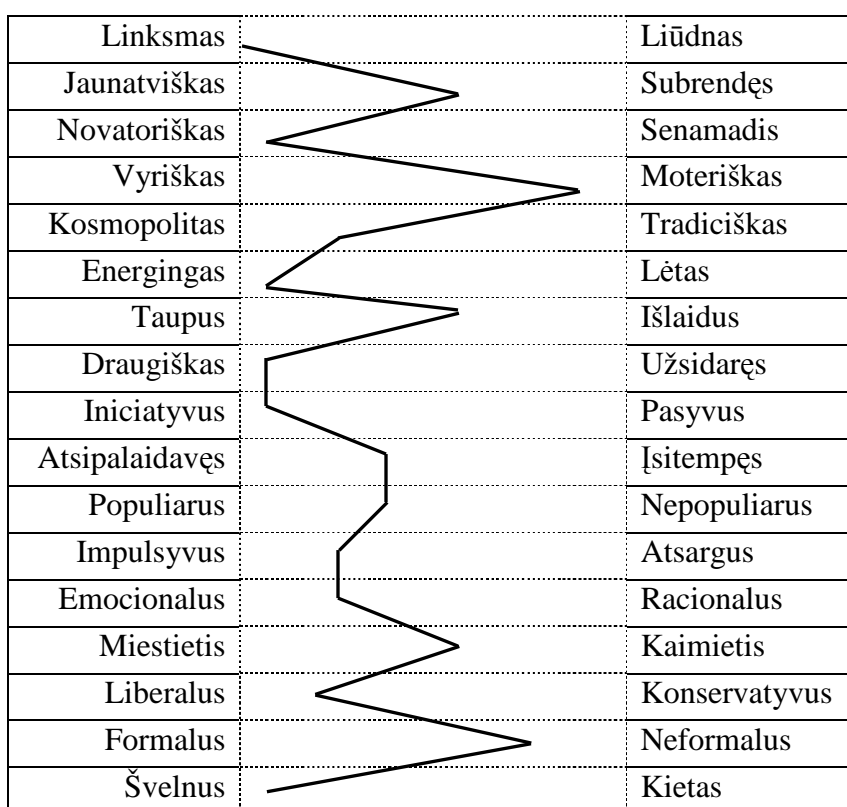 Linksmas Liūdnas
Jaunatviškas Subrendęs
Novatoriškas Senamadis
Vyriškas Moteriškas
Kosmopolitas Tradiciškas
Energingas Lėtas
Taupus Išlaidus
Draugiškas Užsidaręs
Iniciatyvus Pasyvus
Atsipalaidavęs Įsitempęs
Populiarus Nepopuliarus
Impulsyvus Atsargus
Emocionalus Racionalus
Miestietis Kaimietis
Liberalus Konservatyvus
Formalus Neformalus
Švelnus Kietas